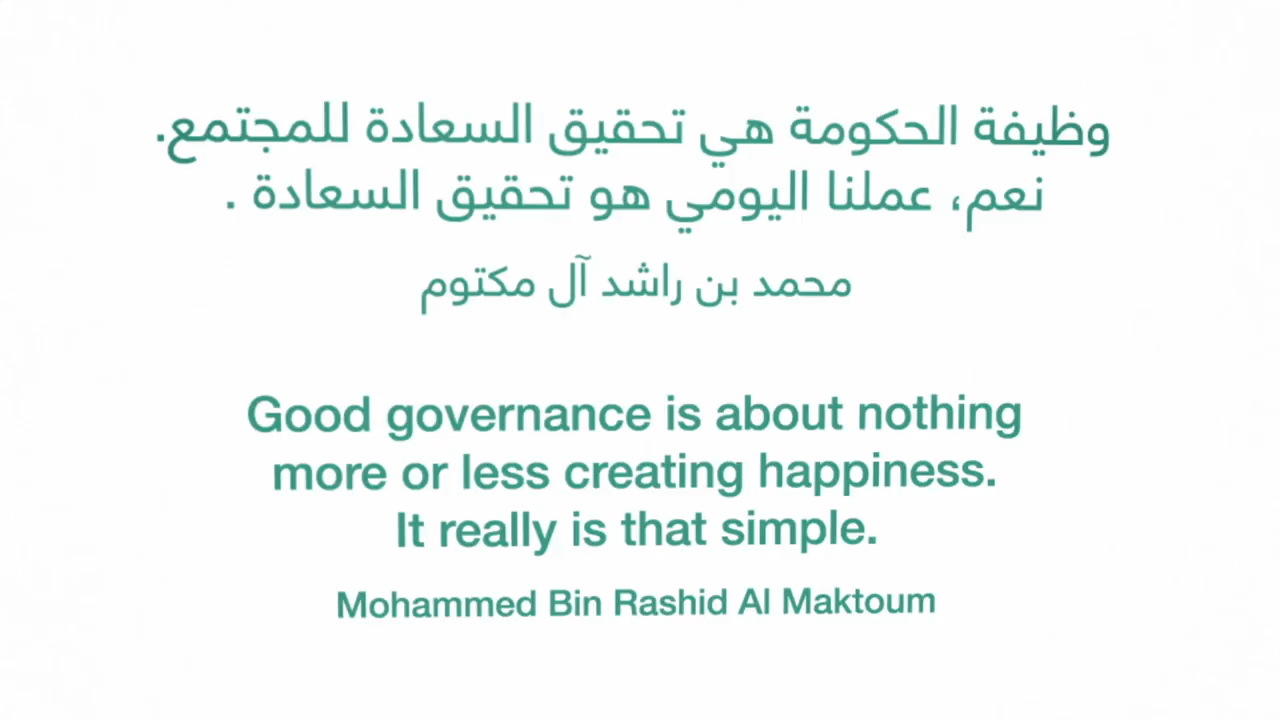 وظيفة الحكومة هي تحقيق السعادة للمجتمع.
نعم، عملنا اليومي هو تحقيق السعادة .
محمد بن راشد آل مكتوم
Good governance is about nothing
more or less creating happiness.
It really is that simple.
Mohammed Bin Rashid Al Maktoum